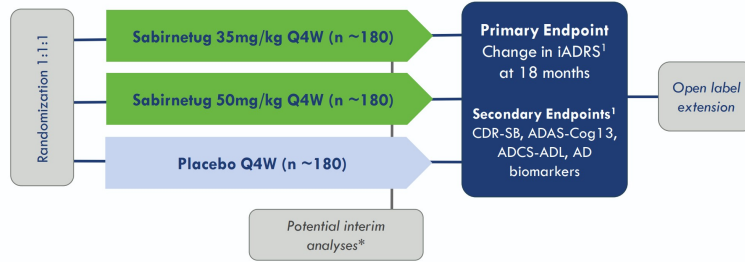 Randomization 1:1:1
Sabirnetug 35mg/kg Q4W (n ~180)
Sabirnetug 50mg/kg Q4W (n ~180)
Placebo Q4W (n ~180)
Potential interim
analyses*
Primary Endpoint
Change in iADRS¹
at 18 months
Secondary Endpoints¹
CDR-SB, ADAS-Cog13,
ADCS-ADL, AD
biomarkers
Open label
extension